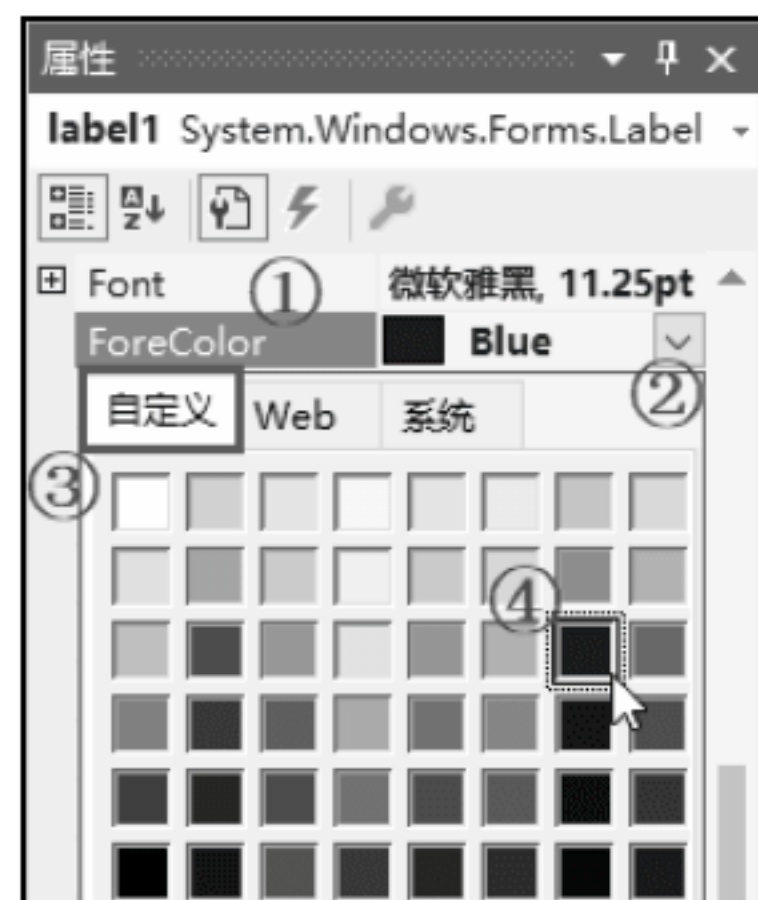 属性
label1 System.Windows.Forms.Label
Font ① 微软雅黑, 11.25pt
ForeColor Blue
②
自定义 Web 系统
③
④